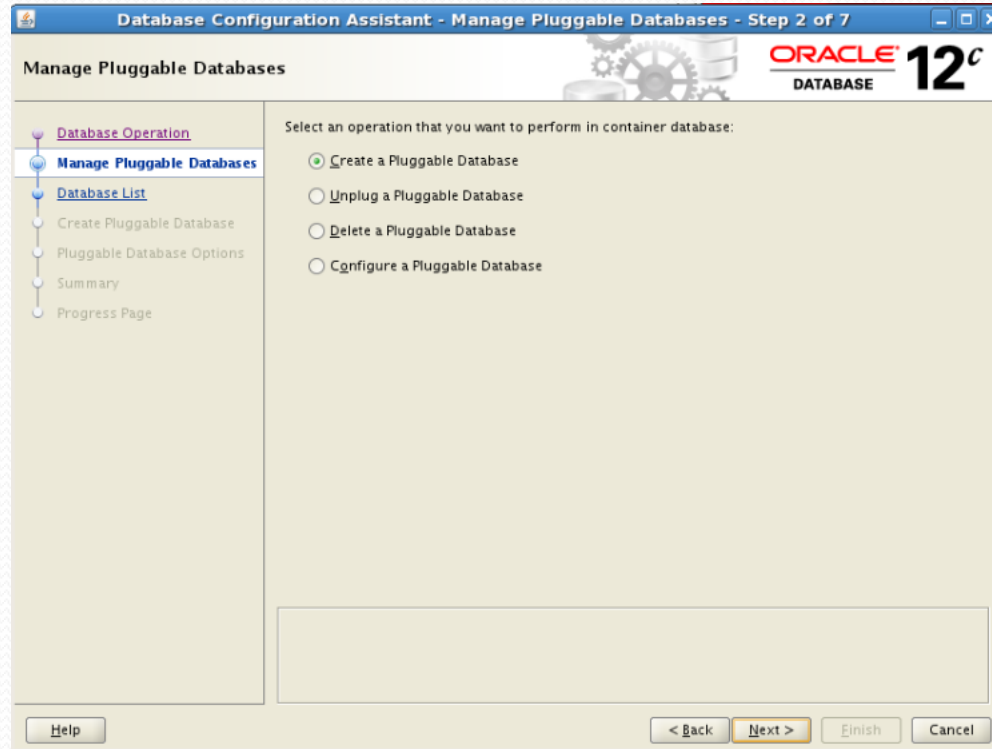 Database Configuration Assistant - Manage Pluggable Databases - Step 2 of 7
Manage Pluggable Databases
ORACLE
DATABASE
12c
Database Operation
Manage Pluggable Databases
Database List
Create Pluggable Database
Pluggable Database Options
Summary
Progress Page
Select an operation that you want to perform in container database:
Create a Pluggable Database
Unplug a Pluggable Database
Delete a Pluggable Database
Configure a Pluggable Database
Help
< Back
Next >
Finish
Cancel